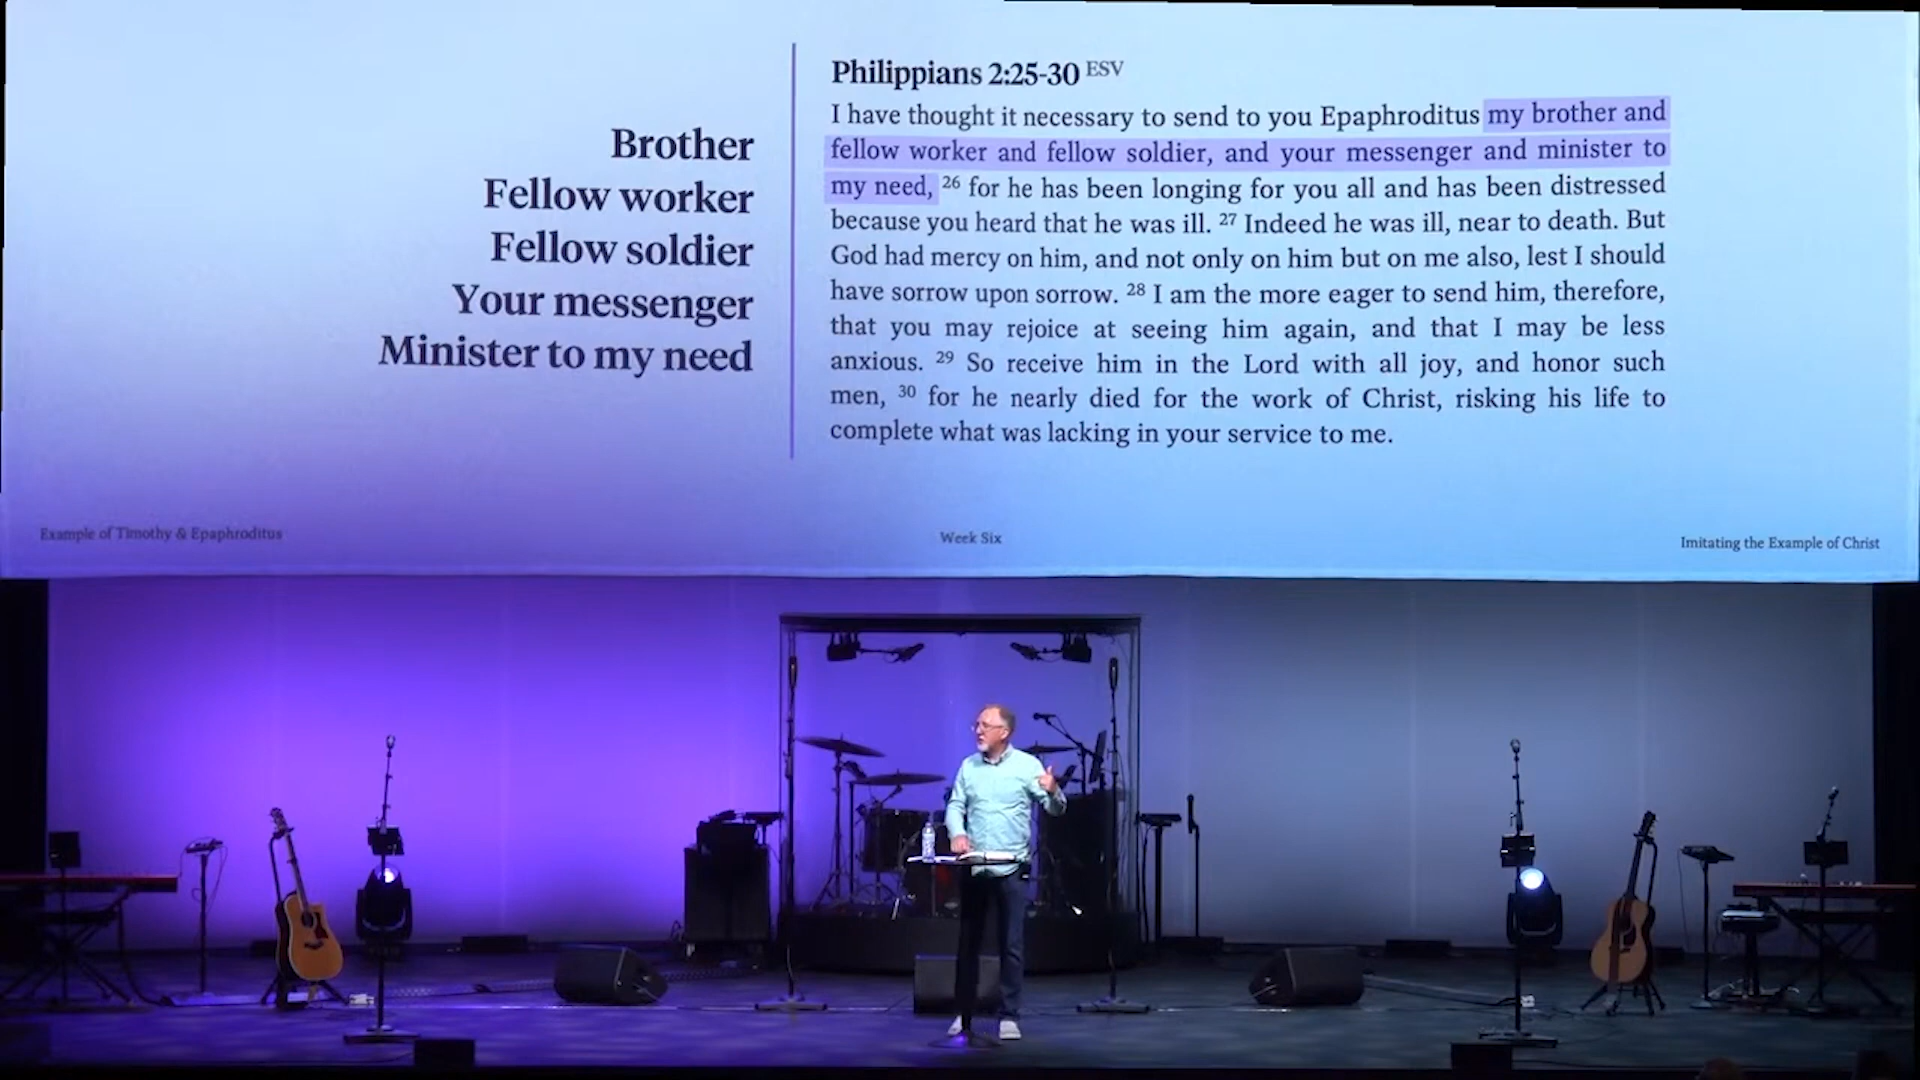 Brother
Fellow worker
Fellow soldier
Your messenger
Minister to my need
Philippians 2:25-30 ESV
I have thought it necessary to send to you Epaphroditus my brother and
fellow worker and fellow soldier, and your messenger and minister to
my need, 26 for he has been longing for you all and has been distressed
because you heard that he was ill. 27 Indeed he was ill, near to death. But
God had mercy on him, and not only on him but on me also, lest I should
have sorrow upon sorrow. 28 I am the more eager to send him, therefore,
that you may rejoice at seeing him again, and that I may be less
anxious. 29 So receive him in the Lord with all joy, and honor such
men, 30 for he nearly died for the work of Christ, risking his life to
complete what was lacking in your service to me.
Example of Timothy & Epaphroditus
Week Six
Imitating the Example of Christ